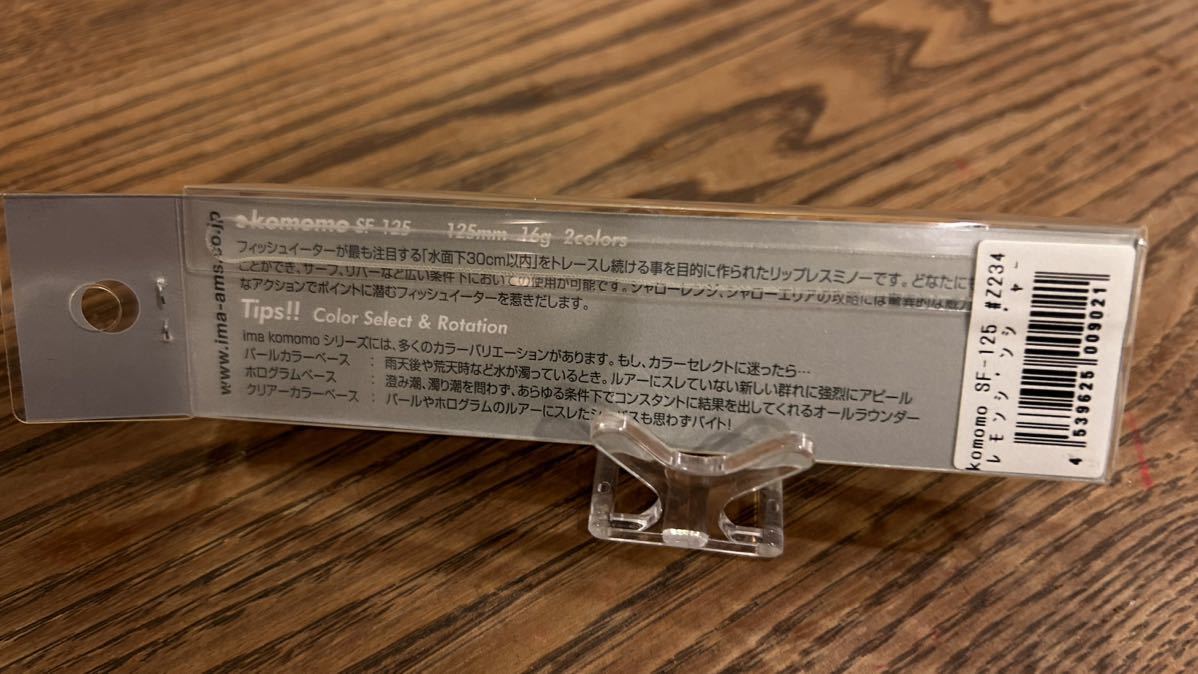 komomo SF-125 125mm 16g 2colors
フィッシュイーターが最も注目する「水面下30cm以内」をトレースし続ける事を目的に作られたリップレスミノーです。どなたにも
ことができ、サーフ、リバーなど広い条件下において の使用が可能です。シャローレンジ、シャローエリアの攻略には驚異的な
なアクションでポイントに潜むフィッシュイーターを惹きだします。
Tips!! Color Select & Rotation
ima komomo シリーズには、多くのカラーバリエーションがあります。もし、カラーセレクトに迷ったら…
パールカラーベース : 雨天後や荒天時など水が濁っているとき。ルアーにスレていない新しい群れに強烈にアピール
ホログラムベース : 澄み潮、濁り潮を問わず、あらゆる条件下でコンスタントに結果を出してくれるオールラウンダー
クリアーカラーベース : パールやホログラムのルアーにスレた も思わずバイト!
www.ima-ams.co.jp
komomo SF-125 #Z234
4 539625 009021